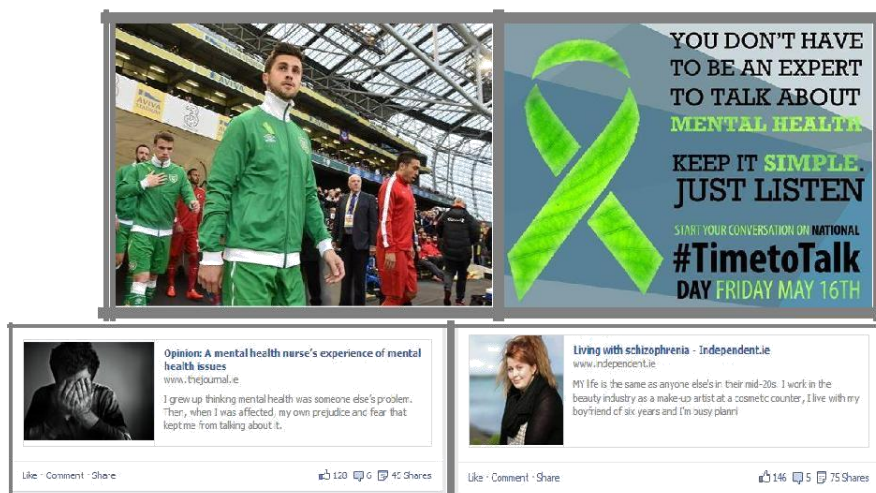 AVIVA
STADIUM
3
YOU DON'T HAVE
TO BE AN EXPERT
TO TALK ABOUT
MENTAL HEALTH
KEEP IT SIMPLE.
JUST LISTEN
START YOUR CONVERSATION ON NATIONAL
#TimetoTalk
DAY FRIDAY MAY 16TH
Opinion: A mental health nurse's experience of mental
health issues
www.thejournal.ie
I grew up thinking mental health was someone else's problem.
Then, when I was affected, my own prejudice and fear that
kept me from talking about it.
Like · Comment · Share
128 6 45 Shares
Living with schizophrenia - Independent.ie
www.independent.ie
MY life is the same as anyone else's in their mid-20s. I work in the
beauty industry as a make-up artist at a cosmetic counter, I live with my
boyfriend of six years and I'm busy planni
Like · Comment · Share
146 5 75 Shares